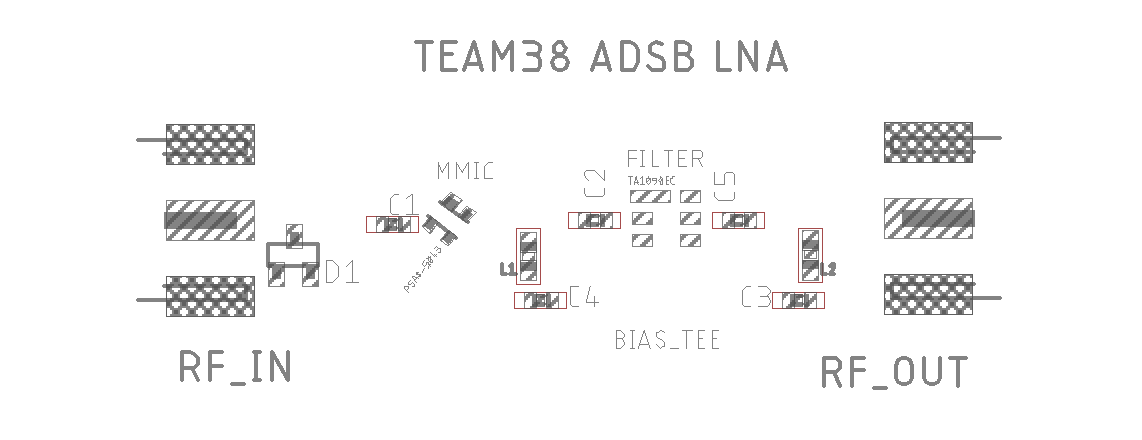 TEAM38 ADSB LNA
MMIC
FILTER
TA1090EC
C1
C2
C5
PSA4-5043
L1
L2
D1
C4
C3
BIAS_TEE
RF_IN
RF_OUT